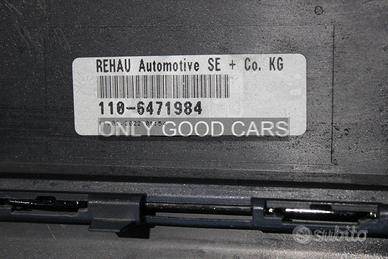 REHAU Automotive SE + Co. KG
110-6471984
ONLY GOOD CARS
subito